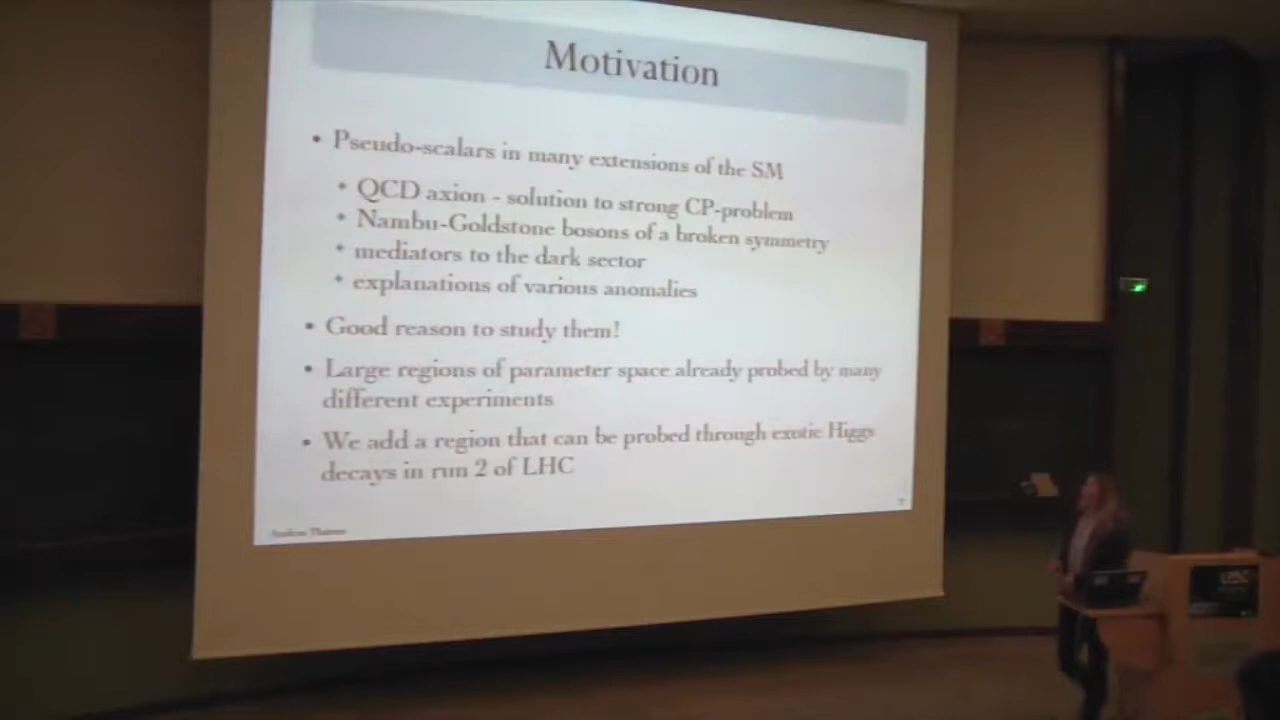 Motivation
• Pseudo-scalars in many extensions of the SM
• QCD axion - solution to strong CP-problem
• Nambu-Goldstone bosons of a broken symmetry
• mediators to the dark sector
• explanations of various anomalies
• Good reason to study them!
• Large regions of parameter space already probed by many
different experiments
• We add a region that can be probed through exotic Higgs
decays in run 2 of LHC